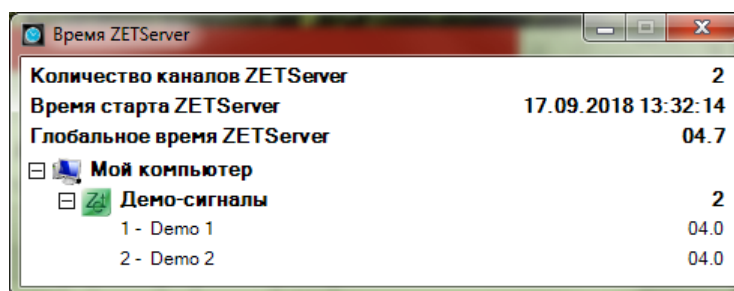 Время ZETServer
Количество каналов ZETServer 2
Время старта ZETServer 17.09.2018 13:32:14
Глобальное время ZETServer 04.7
Мой компьютер
Демо-сигналы 2
1 - Demo 1 04.0
2 - Demo 2 04.0